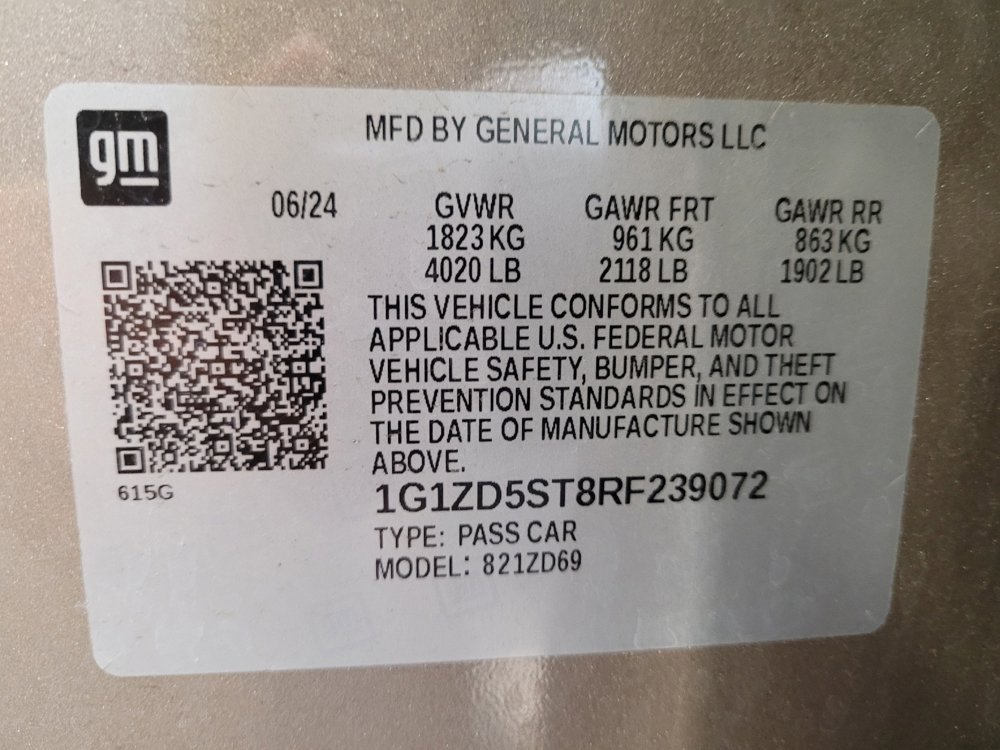 gm
MFD BY GENERAL MOTORS LLC
06/24 GVWR GAWR FRT GAWR RR
1823 KG 961 KG 863 KG
4020 LB 2118 LB 1902 LB
THIS VEHICLE CONFORMS TO ALL
APPLICABLE U.S. FEDERAL MOTOR
VEHICLE SAFETY, BUMPER, AND THEFT
PREVENTION STANDARDS IN EFFECT ON
THE DATE OF MANUFACTURE SHOWN
ABOVE.
615G
1G1ZD5ST8RF239072
TYPE: PASS CAR
MODEL: 821ZD69